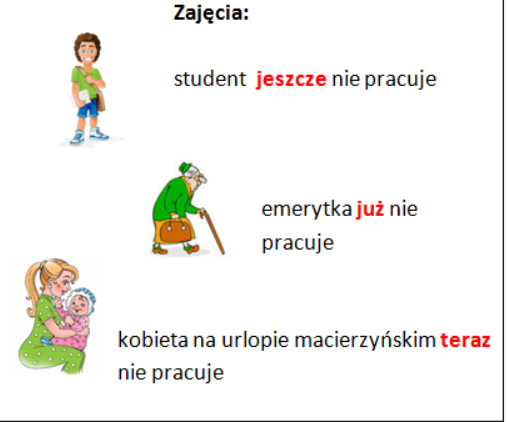 Zajęcia:
student jeszcze nie pracuje
emerytka już nie
pracuje
kobieta na urlopie macierzyńskim teraz
nie pracuje